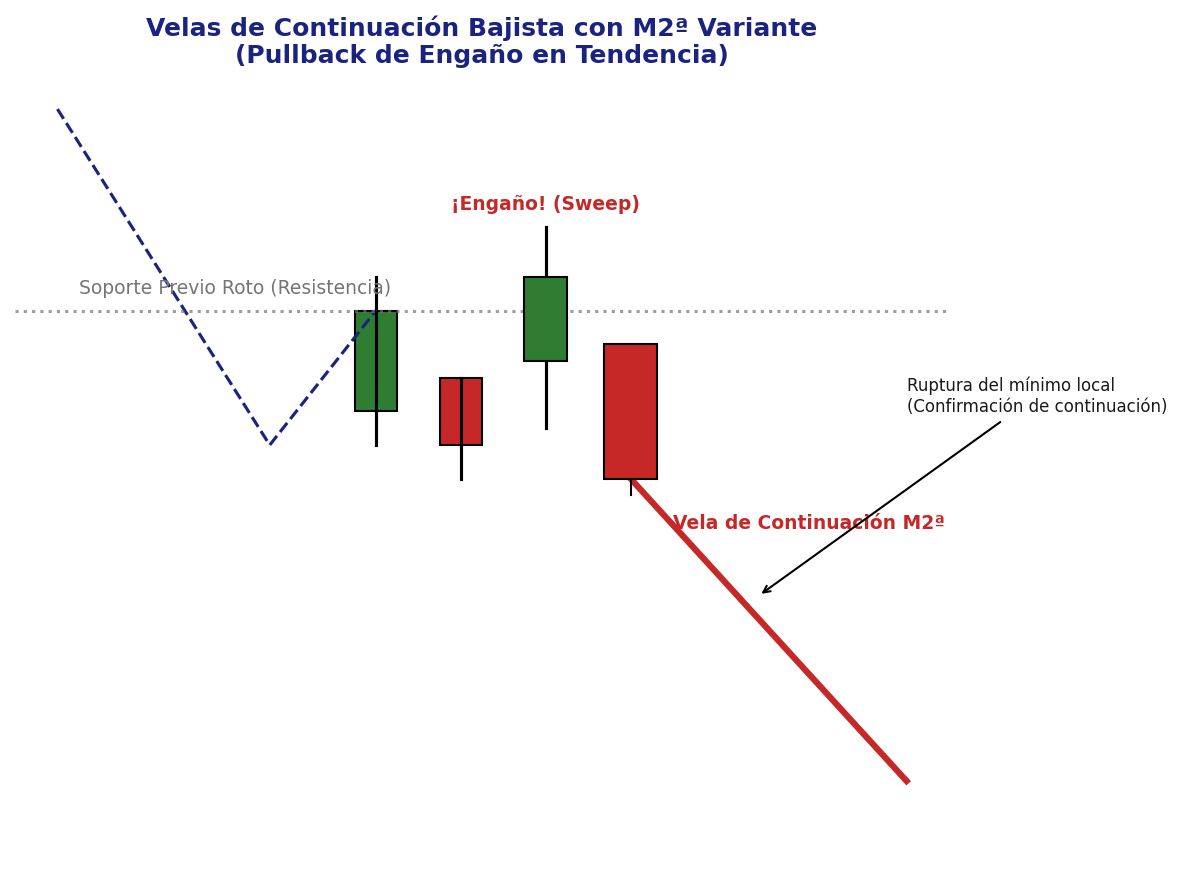 Velas de Continuación Bajista con M2ª Variante
(Pullback de Engaño en Tendencia)
¡Engaño! (Sweep)
Soporte Previo Roto (Resistencia)
Ruptura del mínimo local
(Confirmación de continuación)
Vela de Continuación M2ª